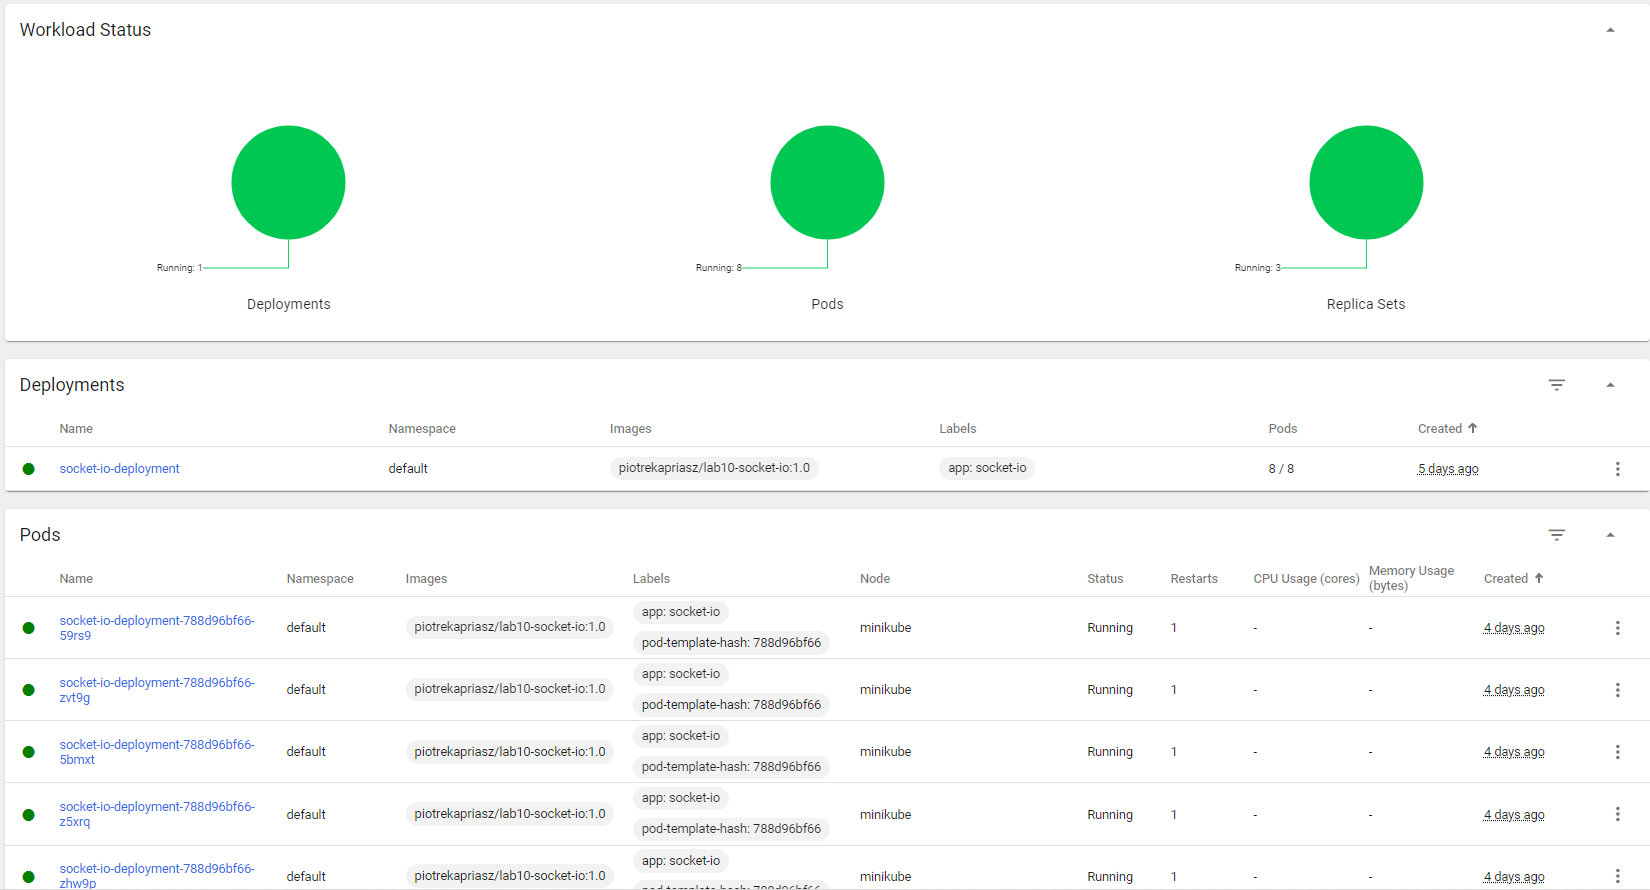 Workload Status
Running: 1
Running: 8
Running: 3
Deployments
Pods
Replica Sets
Deployments
Name Namespace Images Labels Pods Created
socket-io-deployment default piotrekapriasz/lab10-socket-io:1.0 app: socket-io 8 / 8 5 days ago
Pods
Name Namespace Images Labels Node Status Restarts CPU Usage (cores) Memory Usage (bytes) Created
socket-io-deployment-788d96bf66-
59rs9
default piotrekapriasz/lab10-socket-io:1.0
app: socket-io
pod-template-hash: 788d96bf66
minikube Running 1 - - 4 days ago
socket-io-deployment-788d96bf66-
zvt9g
default piotrekapriasz/lab10-socket-io:1.0
app: socket-io
pod-template-hash: 788d96bf66
minikube Running 1 - - 4 days ago
socket-io-deployment-788d96bf66-
5bmxt
default piotrekapriasz/lab10-socket-io:1.0
app: socket-io
pod-template-hash: 788d96bf66
minikube Running 1 - - 4 days ago
socket-io-deployment-788d96bf66-
z5xrq
default piotrekapriasz/lab10-socket-io:1.0
app: socket-io
pod-template-hash: 788d96bf66
minikube Running 1 - - 4 days ago
socket-io-deployment-788d96bf66-
zhw9p
default piotrekapriasz/lab10-socket-io:1.0
app: socket-io
minikube Running 1 - - 4 days ago